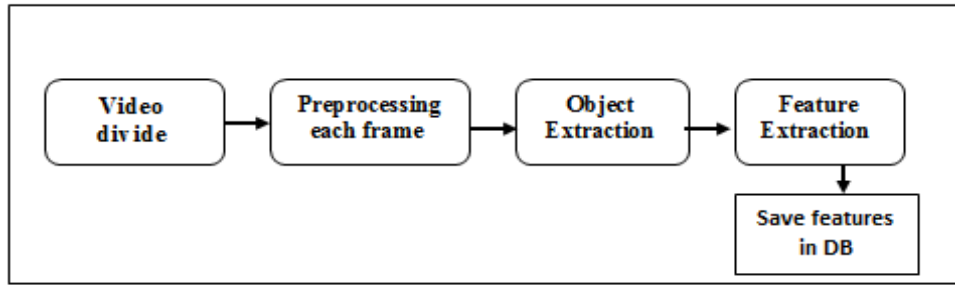 Video
divide
Preprocessing
each frame
Object
Extraction
Feature
Extraction
Save features
in DB